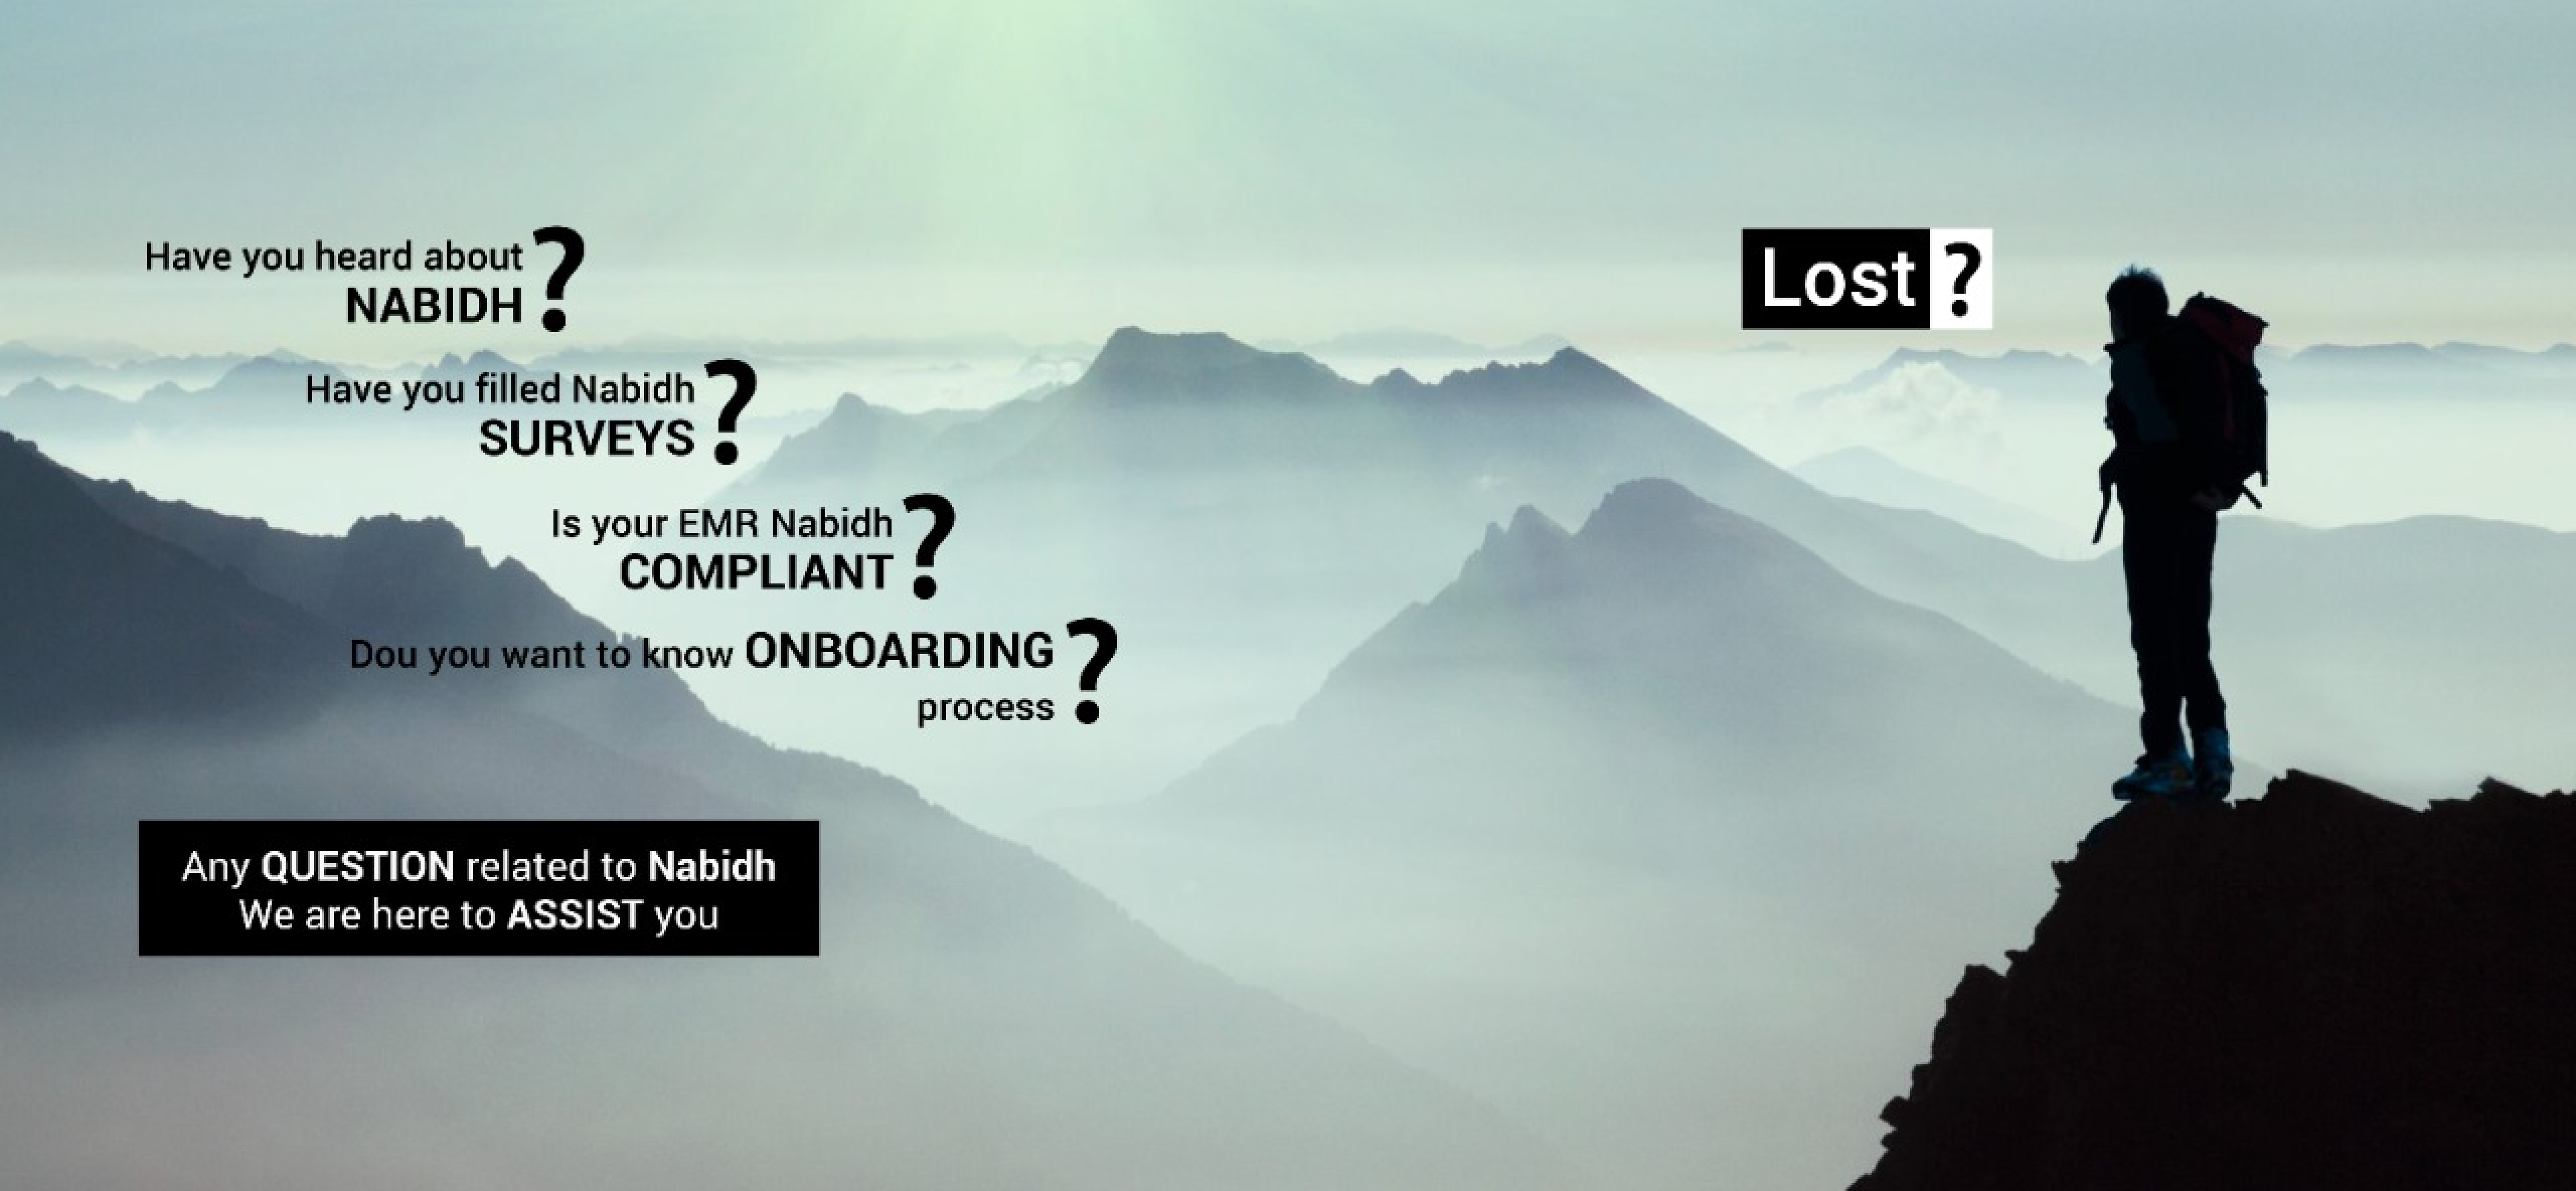 Have you heard about
NABIDH?
Have you filled Nabidh
SURVEYS?
Is your EMR Nabidh
COMPLIANT?
Dou you want to know ONBOARDING
process?
Any QUESTION related to Nabidh
We are here to ASSIST you
Lost?